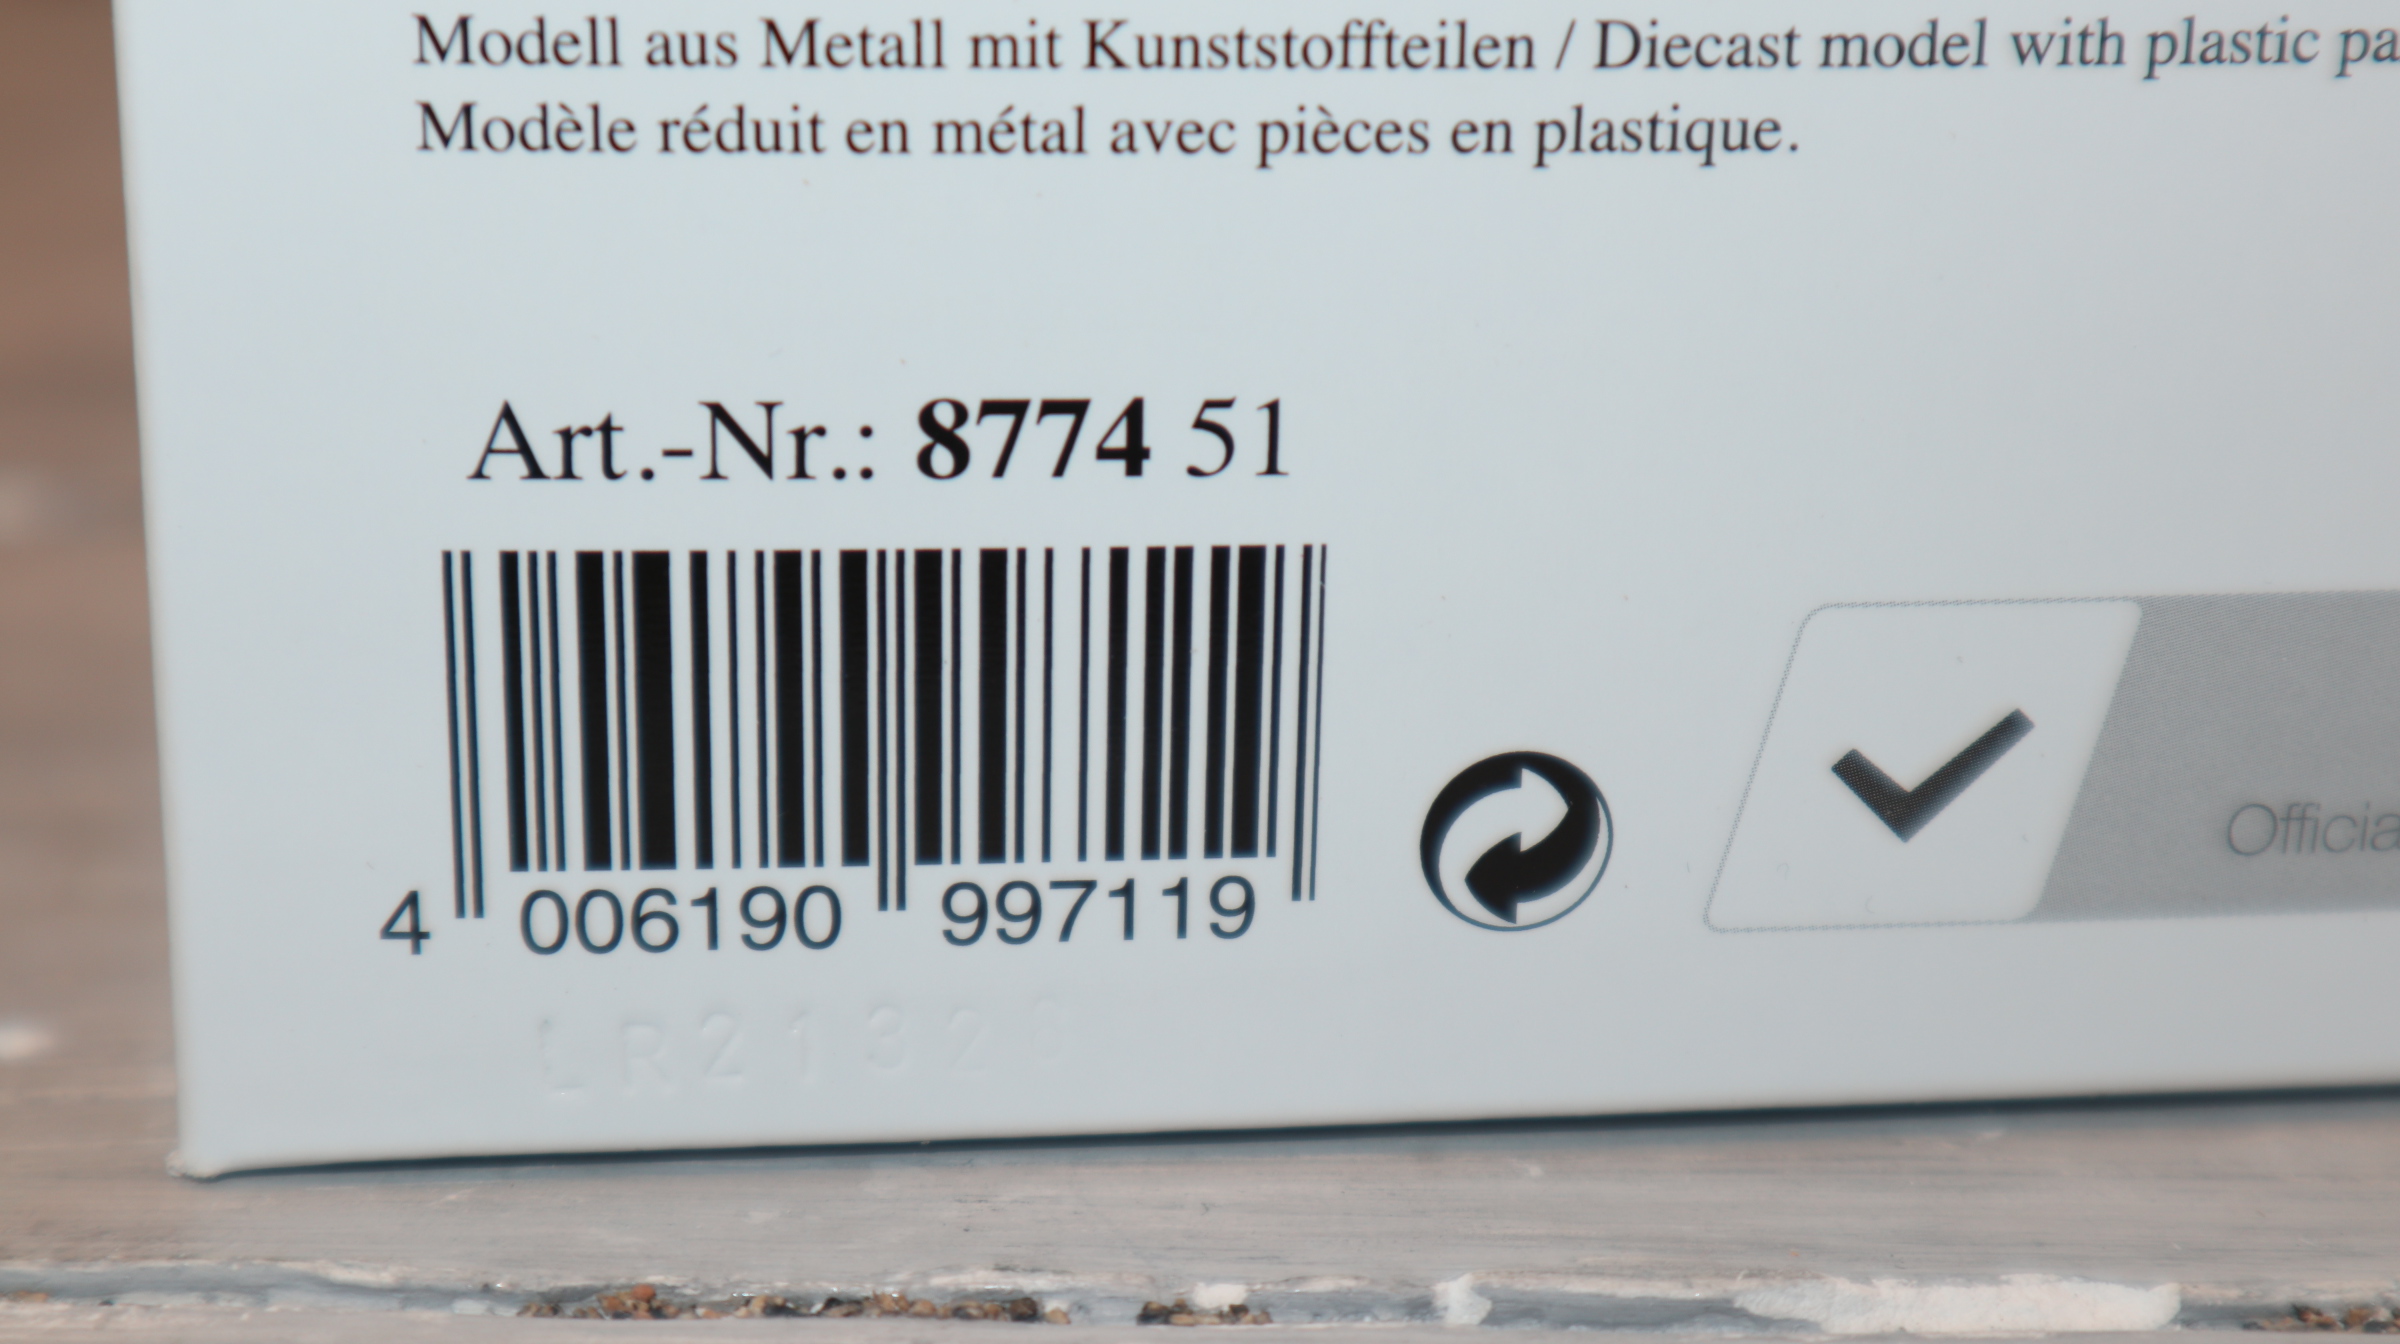 Modell aus Metall mit Kunststoffteilen / Diecast model with plastic pa
Modèle réduit en métal avec pièces en plastique.
Art.-Nr.: 8774 51
4 006190 997119
Officia
LR21320